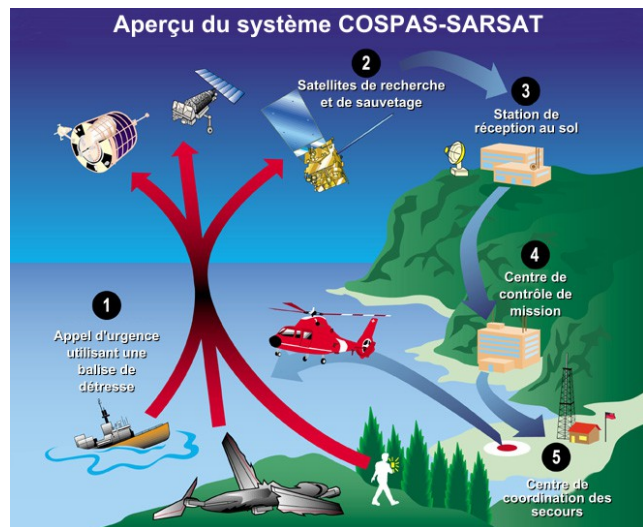 Aperçu du système COSPAS-SARSAT
2
Satellites de recherche
et de sauvetage
3
Station de
réception au sol
4
Centre de
contrôle de
mission
1
Appel d'urgence
utilisant une
balise de
détresse
5
Centre de
coordination des
secours